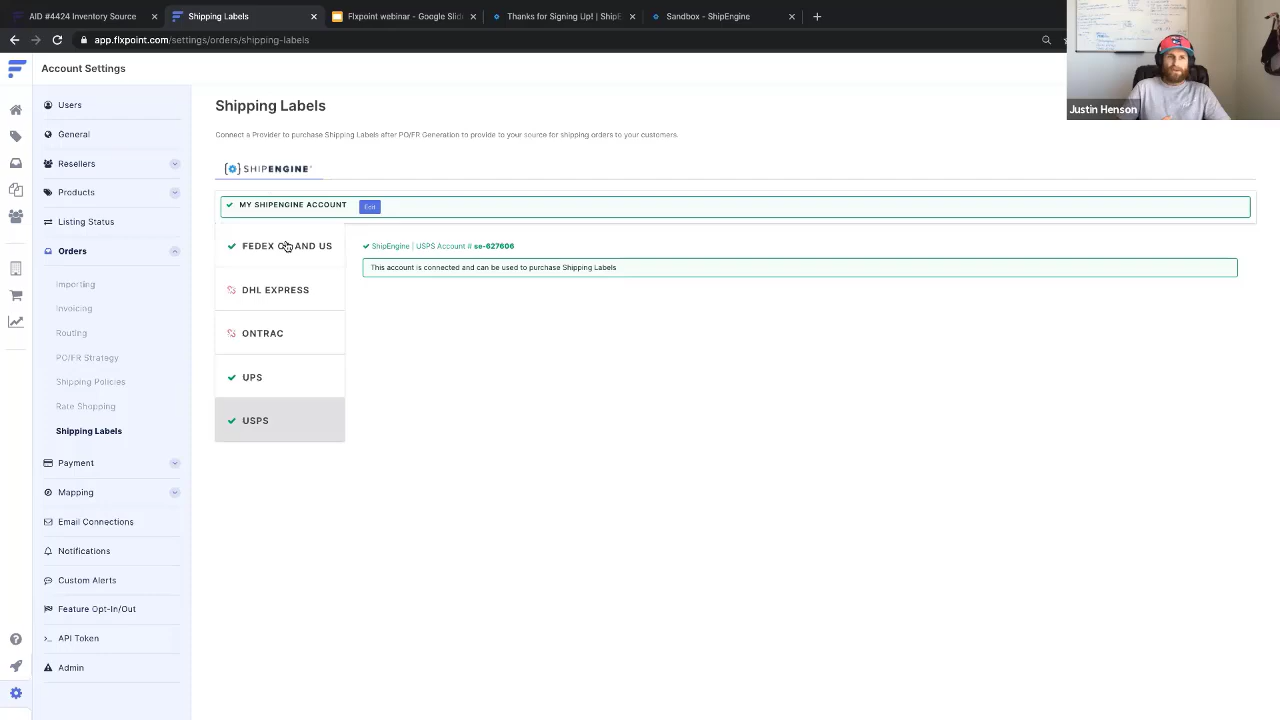 AID #4424 Inventory Source
Shipping Labels
Flxpoint webinar - Google Slid
Thanks for Signing Up! | ShipE
Sandbox - ShipEngine
app.flxpoint.com/settings/orders/shipping-labels
Account Settings
Users
General
Resellers
Products
Listing Status
Orders
Importing
Invoicing
Routing
PO/FR Strategy
Shipping Policies
Rate Shopping
Shipping Labels
Payment
Mapping
Email Connections
Notifications
Custom Alerts
Feature Opt-In/Out
API Token
Admin
Shipping Labels
Connect a Provider to purchase Shipping Labels after PO/FR Generation to provide to your source for shipping orders to your customers.
SHIPENGINE
MY SHIPENGINE ACCOUNT Edit
FEDEX AND US
DHL EXPRESS
ONTRAC
UPS
USPS
ShipEngine | USPS Account # se-627606
This account is connected and can be used to purchase Shipping Labels
Justin Henson